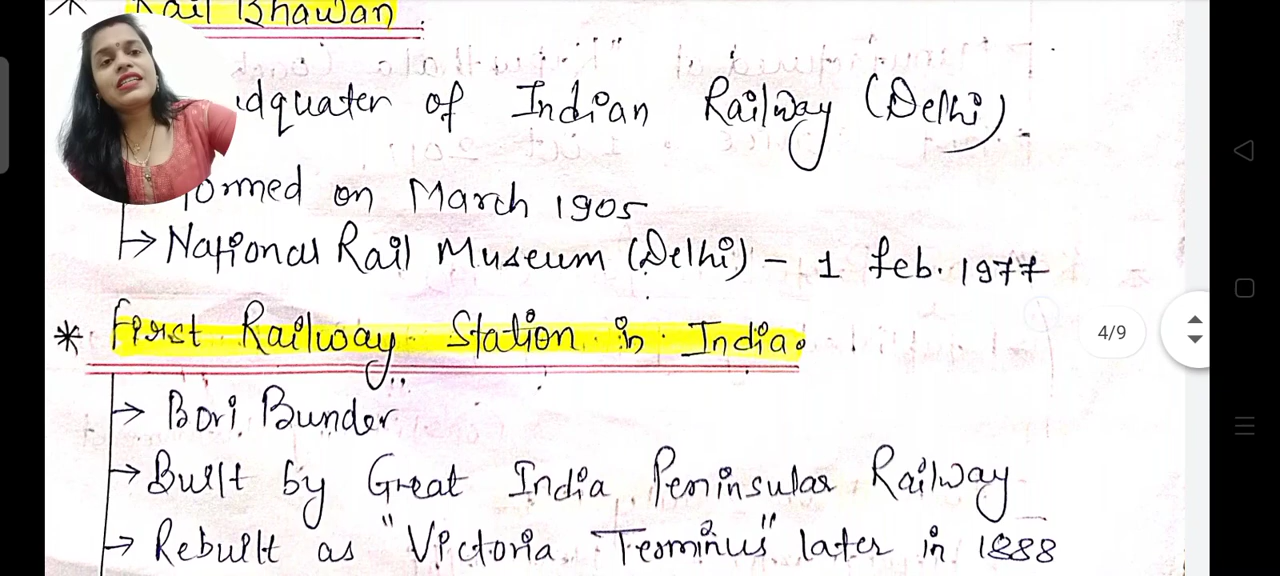 * Rail Bhawan.
dquater of Indian Railway (Delhi)
formed on March 1905
→ National Rail Museum (Delhi) - 1 feb. 1977
* First Railway Station in India.
4/9
→ Bori Bunder
→ Built by Great India Peninsular Railway
→ Rebuilt as "Victoria Terminus" later in 1888